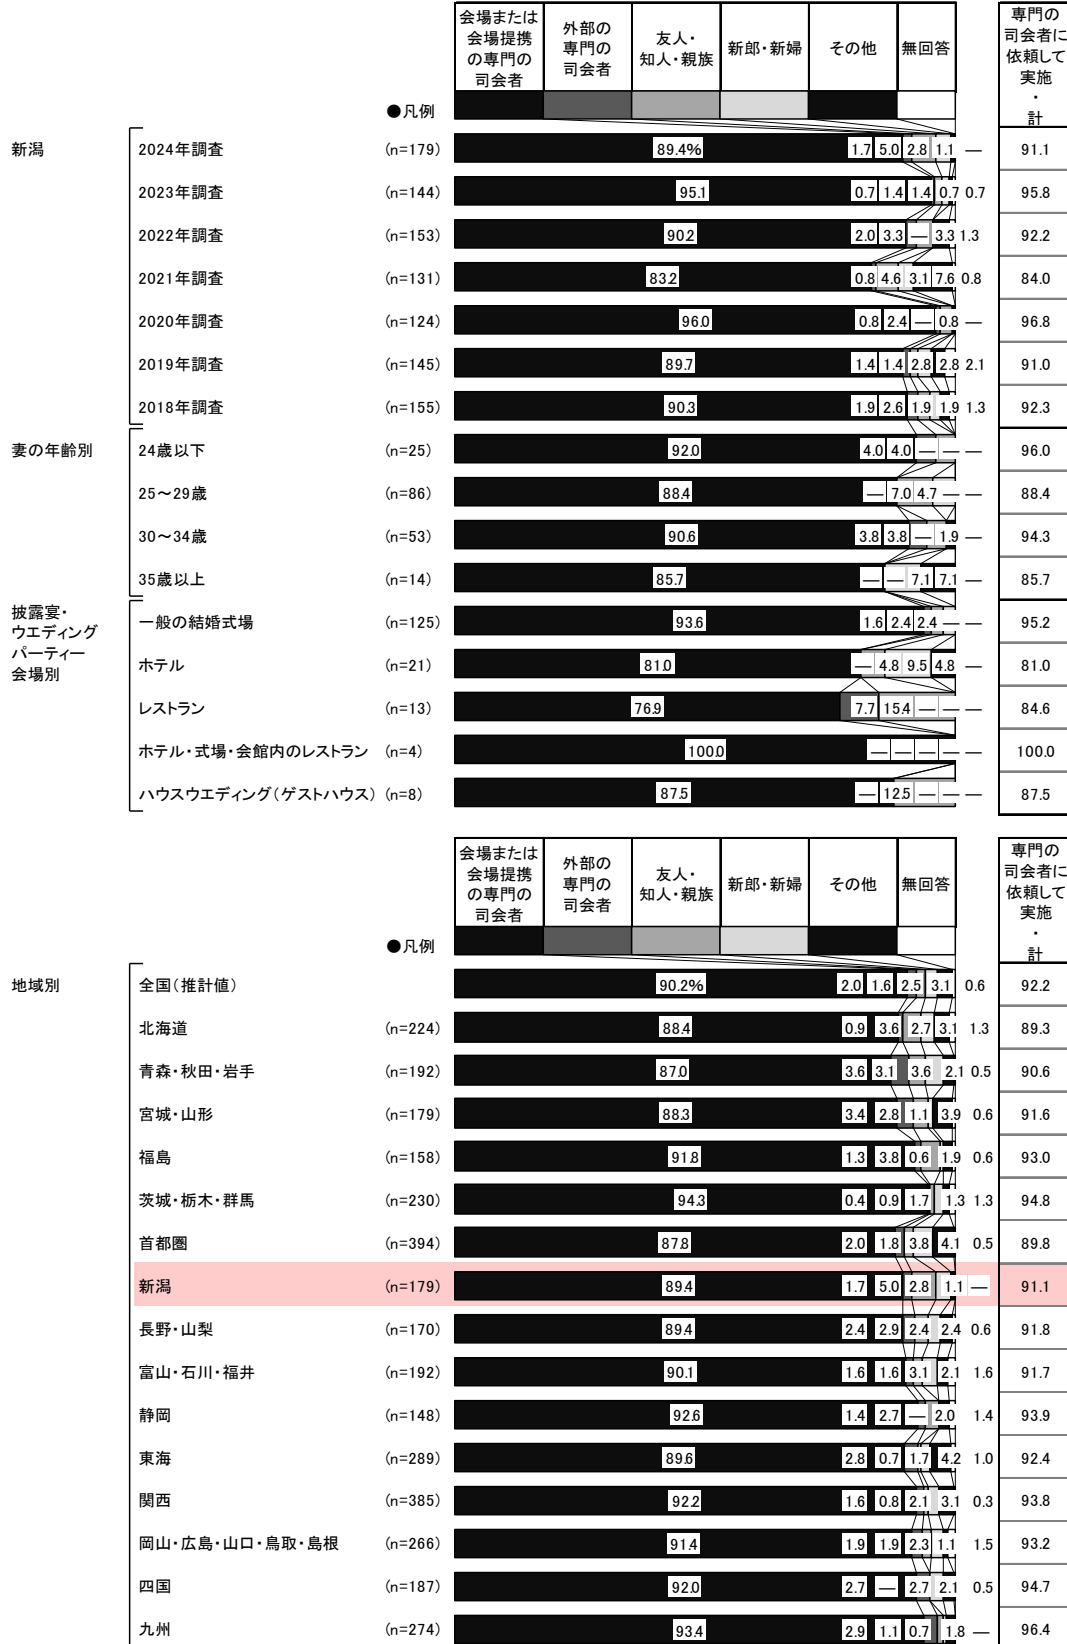 会場または
会場提携
の専門の
司会者
外部の
専門の
司会者
友人・
知人・親族
新郎・新婦
その他
無回答
専門の
司会者に
依頼して
実施
・
計
●凡例
新潟
2024年調査 (n=179) 89.4% 1.7 5.0 2.8 1.1 — 91.1
2023年調査 (n=144) 95.1 0.7 1.4 1.4 0.7 0.7 95.8
2022年調査 (n=153) 90.2 2.0 3.3 — 3.3 1.3 92.2
2021年調査 (n=131) 83.2 0.8 4.6 3.1 7.6 0.8 84.0
2020年調査 (n=124) 96.0 0.8 2.4 — 0.8 — 96.8
2019年調査 (n=145) 89.7 1.4 1.4 2.8 2.8 2.1 91.0
2018年調査 (n=155) 90.3 1.9 2.6 1.9 1.9 1.3 92.3
妻の年齢別
24歳以下 (n=25) 92.0 4.0 4.0 — — — 96.0
25～29歳 (n=86) 88.4 — 7.0 4.7 — — 88.4
30～34歳 (n=53) 90.6 3.8 3.8 — 1.9 — 94.3
35歳以上 (n=14) 85.7 — — 7.1 7.1 — 85.7
披露宴・
ウエディング
パーティー
会場別
一般の結婚式場 (n=125) 93.6 1.6 2.4 2.4 — — 95.2
ホテル (n=21) 81.0 — 4.8 9.5 4.8 — 81.0
レストラン (n=13) 76.9 7.7 15.4 — — — 84.6
ホテル・式場・会館内のレストラン (n=4) 100.0 — — — — — 100.0
ハウスウエディング（ゲストハウス） (n=8) 87.5 — 12.5 — — — 87.5
会場または
会場提携
の専門の
司会者
外部の
専門の
司会者
友人・
知人・親族
新郎・新婦
その他
無回答
専門の
司会者に
依頼して
実施
・
計
●凡例
地域別
全国（推計値） 90.2% 2.0 1.6 2.5 3.1 0.6 92.2
北海道 (n=224) 88.4 0.9 3.6 2.7 3.1 1.3 89.3
青森・秋田・岩手 (n=192) 87.0 3.6 3.1 3.6 2.1 0.5 90.6
宮城・山形 (n=179) 88.3 3.4 2.8 1.1 3.9 0.6 91.6
福島 (n=158) 91.8 1.3 3.8 0.6 1.9 0.6 93.0
茨城・栃木・群馬 (n=230) 94.3 0.4 0.9 1.7 1.3 1.3 94.8
首都圏 (n=394) 87.8 2.0 1.8 3.8 4.1 0.5 89.8
新潟 (n=179) 89.4 1.7 5.0 2.8 1.1 — 91.1
長野・山梨 (n=170) 89.4 2.4 2.9 2.4 2.4 0.6 91.8
富山・石川・福井 (n=192) 90.1 1.6 1.6 3.1 2.1 1.6 91.7
静岡 (n=148) 92.6 1.4 2.7 — 2.0 1.4 93.9
東海 (n=289) 89.6 2.8 0.7 1.7 4.2 1.0 92.4
関西 (n=385) 92.2 1.6 0.8 2.1 3.1 0.3 93.8
岡山・広島・山口・鳥取・島根 (n=266) 91.4 1.9 1.9 2.3 1.1 1.5 93.2
四国 (n=187) 92.0 2.7 — 2.7 2.1 0.5 94.7
九州 (n=274) 93.4 2.9 1.1 0.7 1.8 — 96.4